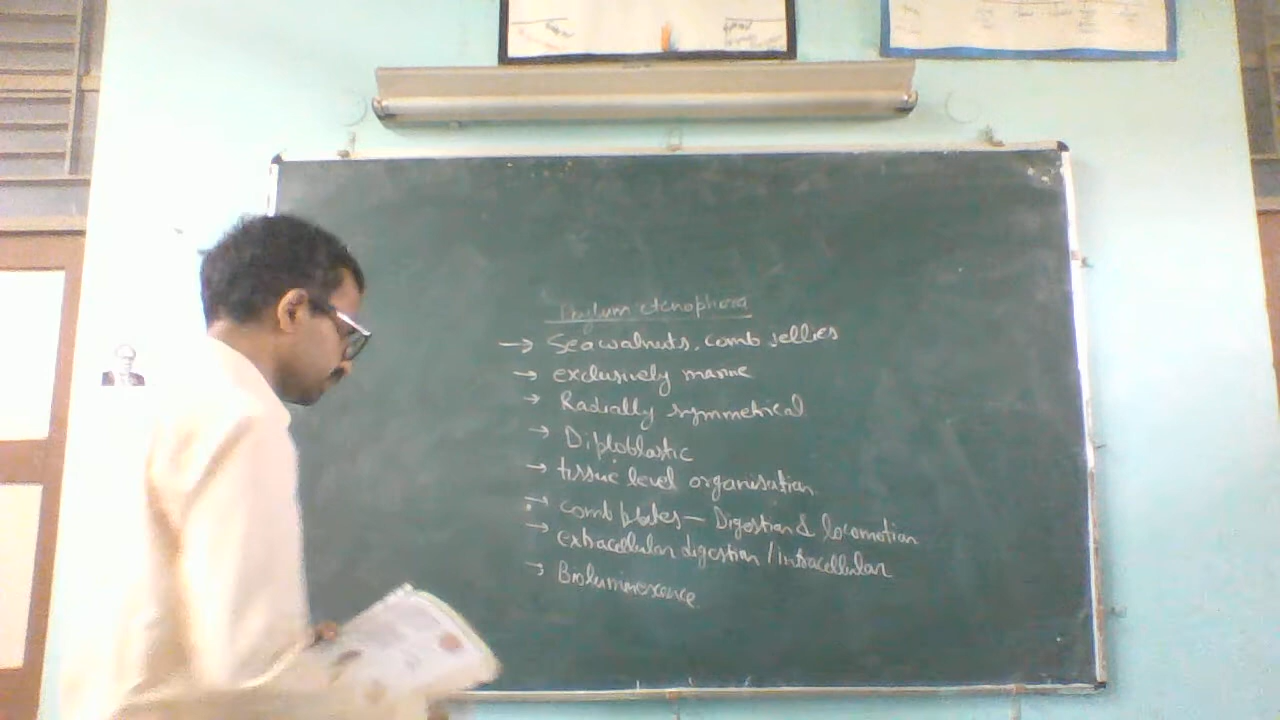 Phylum ctenophora
→ Sea walnuts, comb jellies
→ exclusively marine
→ Radially symmetrical
→ Diploblastic
→ tissue level organisation
→ comb plates — Digestion & locomotion
→ extracellular digestion / Intracellular
→ Bioluminescence